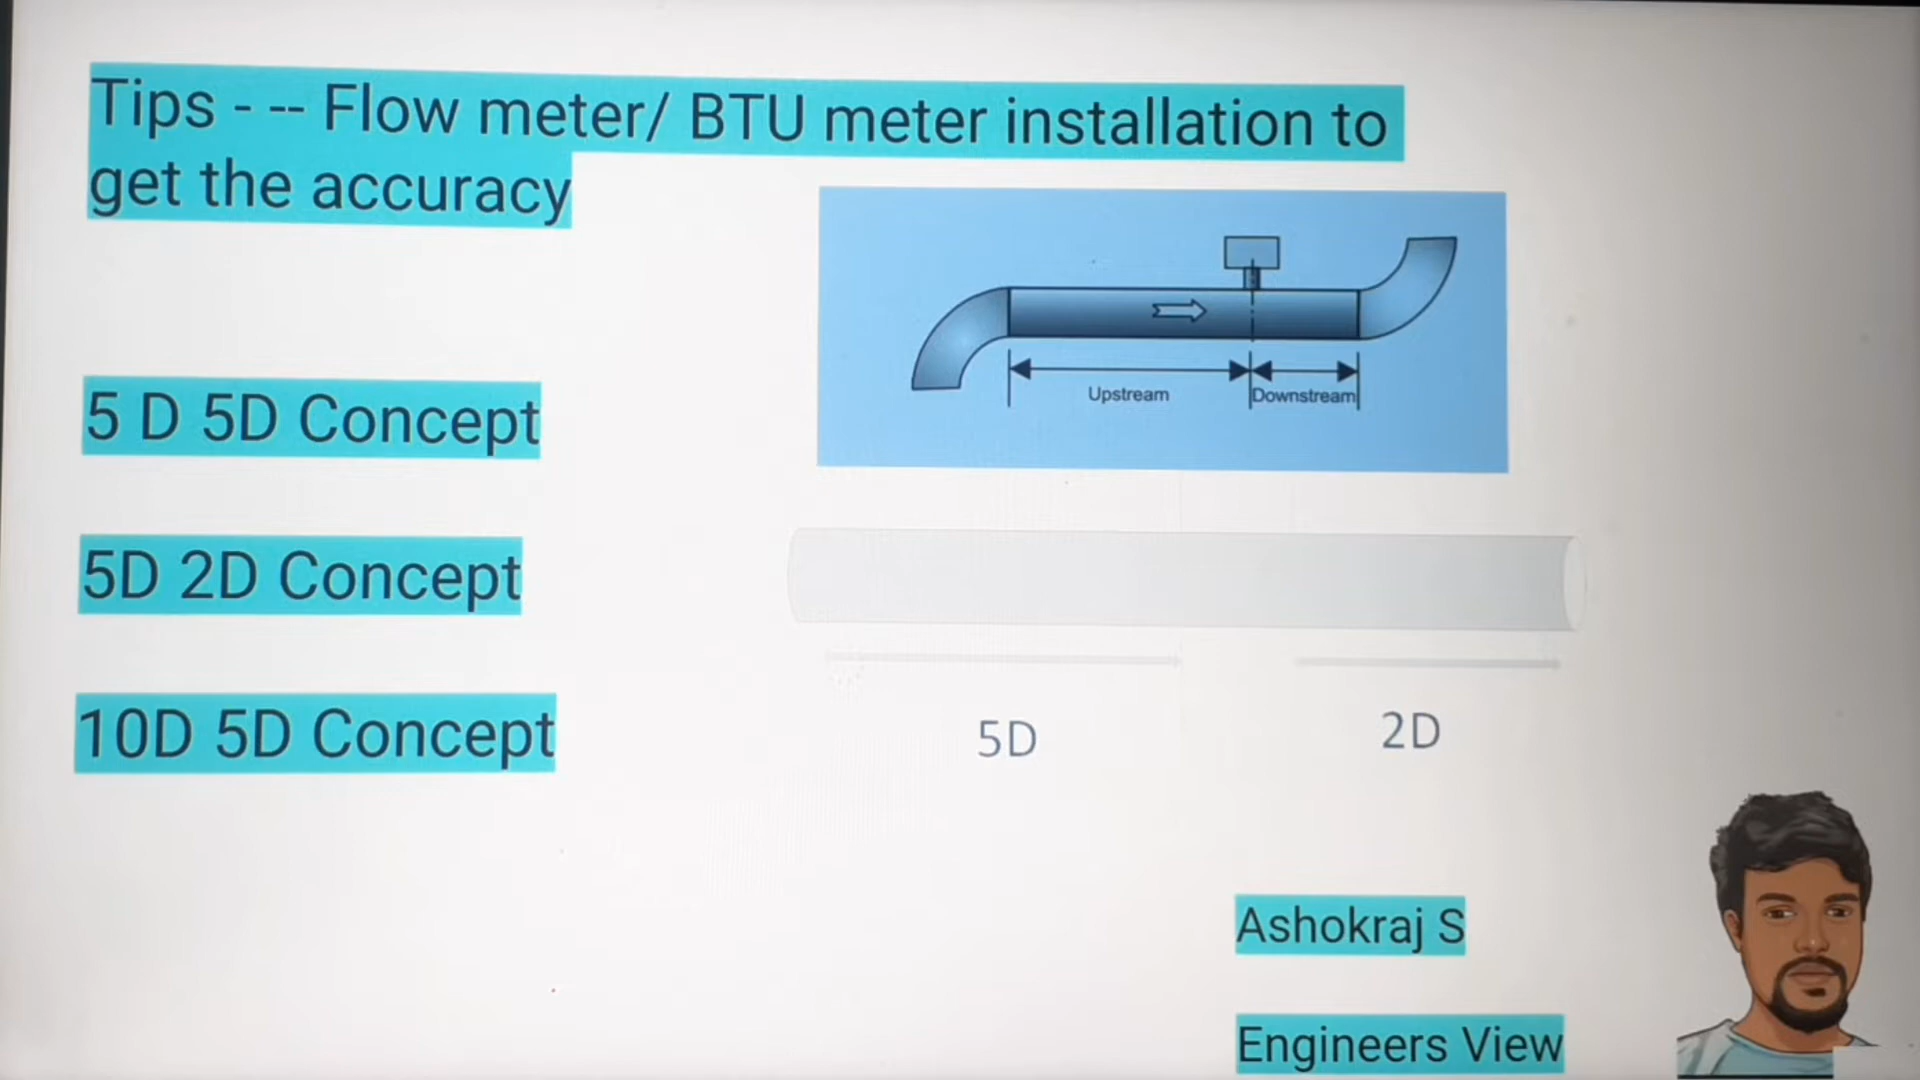 Tips - -- Flow meter/ BTU meter installation to
get the accuracy
Upstream
Downstream
5 D 5D Concept
5D 2D Concept
10D 5D Concept
5D
2D
Ashokraj S
Engineers View